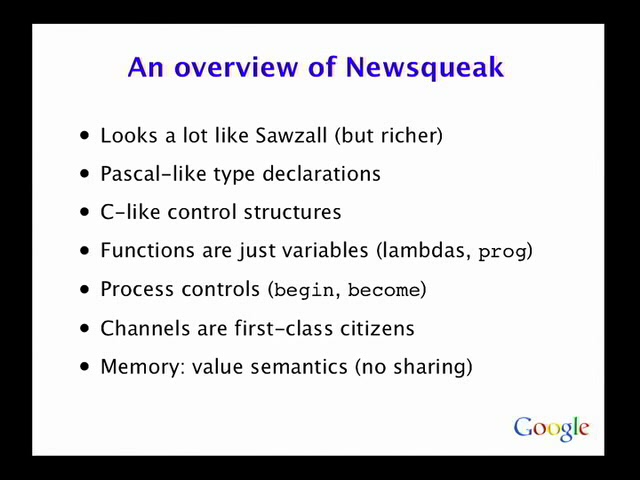 An overview of Newsqueak
• Looks a lot like Sawzall (but richer)
• Pascal-like type declarations
• C-like control structures
• Functions are just variables (lambdas, prog)
• Process controls (begin, become)
• Channels are first-class citizens
• Memory: value semantics (no sharing)
Google